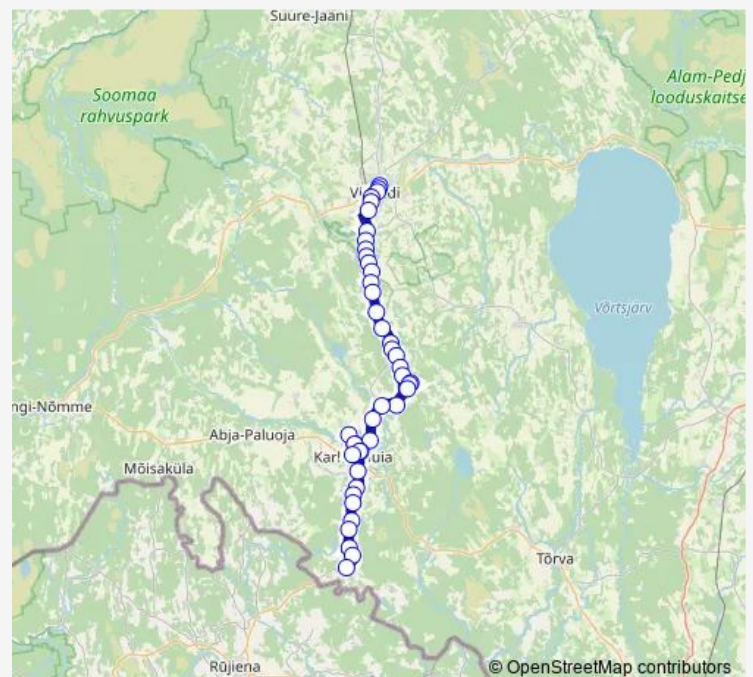 Suure-Jaani
Soomaa
rahvuspark
Alam-Pedj
looduskaitse
Võrtsjärv
ngi-Nõmme
Abja-Paluoja
Mõisaküla
Tõrva
Rūjiena
© OpenStreetMap contributors